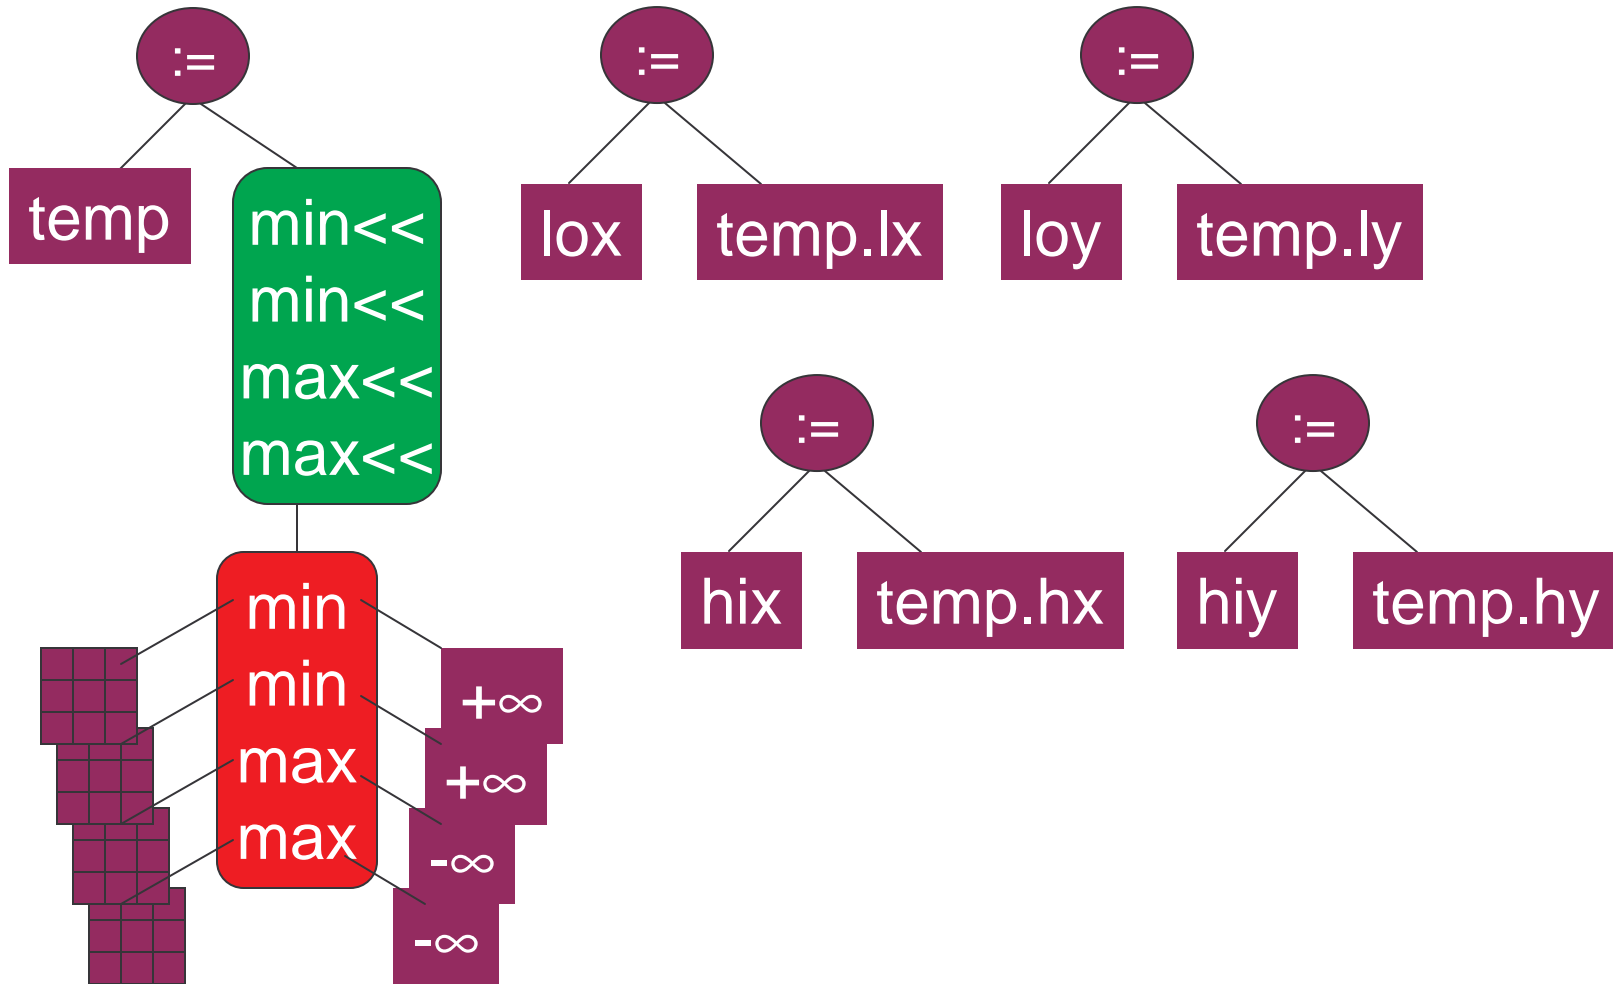 :=
temp
min<<
min<<
max<<
max<<
min
min
max
max
+∞
+∞
-∞
-∞
:=
lox
temp.lx
:=
loy
temp.ly
:=
hix
temp.hx
:=
hiy
temp.hy